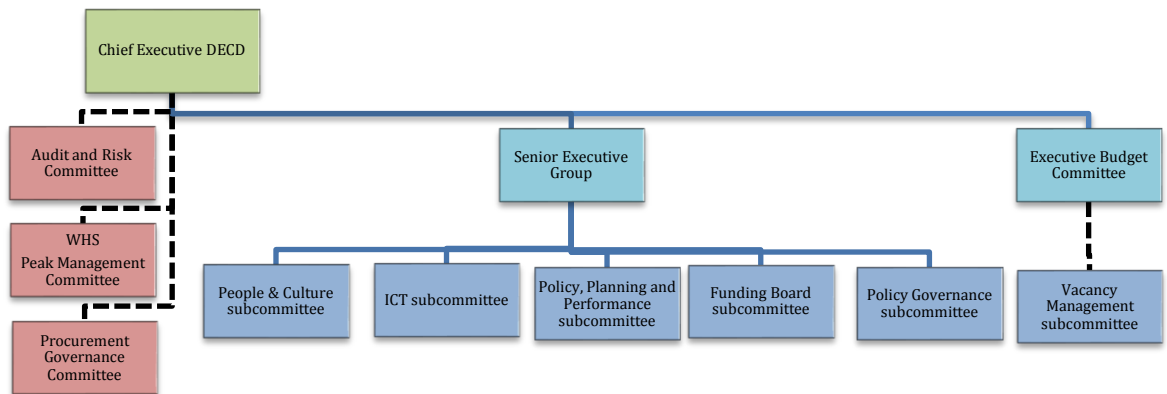 Chief Executive DECD
Audit and Risk
Committee
Senior Executive
Group
Executive Budget
Committee
WHS
Peak Management
Committee
People & Culture
subcommittee
ICT subcommittee
Policy, Planning and
Performance
subcommittee
Funding Board
subcommittee
Policy Governance
subcommittee
Vacancy
Management
subcommittee
Procurement
Governance
Committee